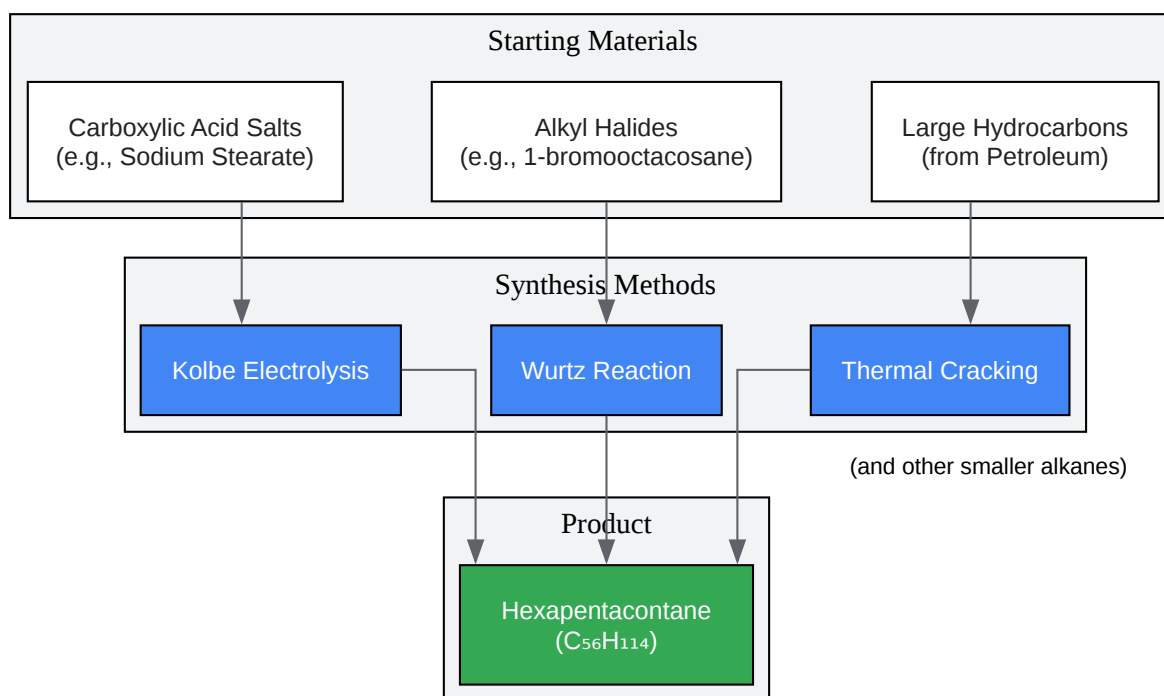 Starting Materials
Carboxylic Acid Salts
(e.g., Sodium Stearate)
Alkyl Halides
(e.g., 1-bromooctacosane)
Large Hydrocarbons
(from Petroleum)
Synthesis Methods
Kolbe Electrolysis
Wurtz Reaction
Thermal Cracking
(and other smaller alkanes)
Product
Hexapentacontane
(C₅₆H₁₁₄)